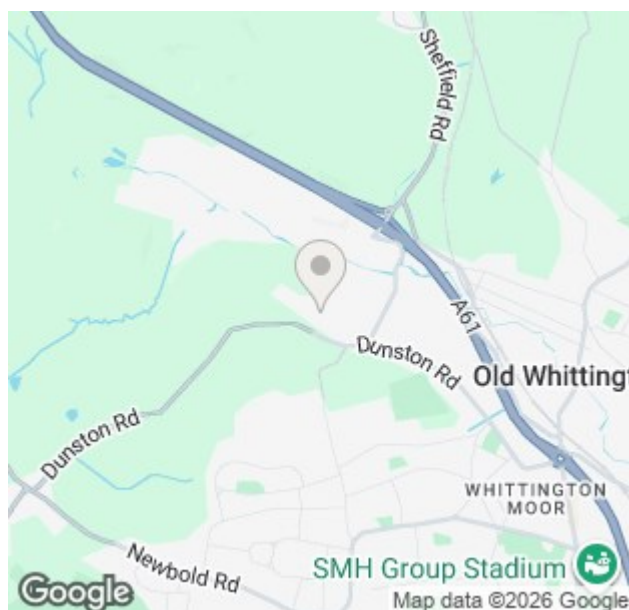 Sheffield Rd
A61
Dunston Rd
Old Whittingt
Dunston Rd
WHITTINGTON
MOOR
Newbold Rd
SMH Group Stadium
Google
Map data ©2026 Google